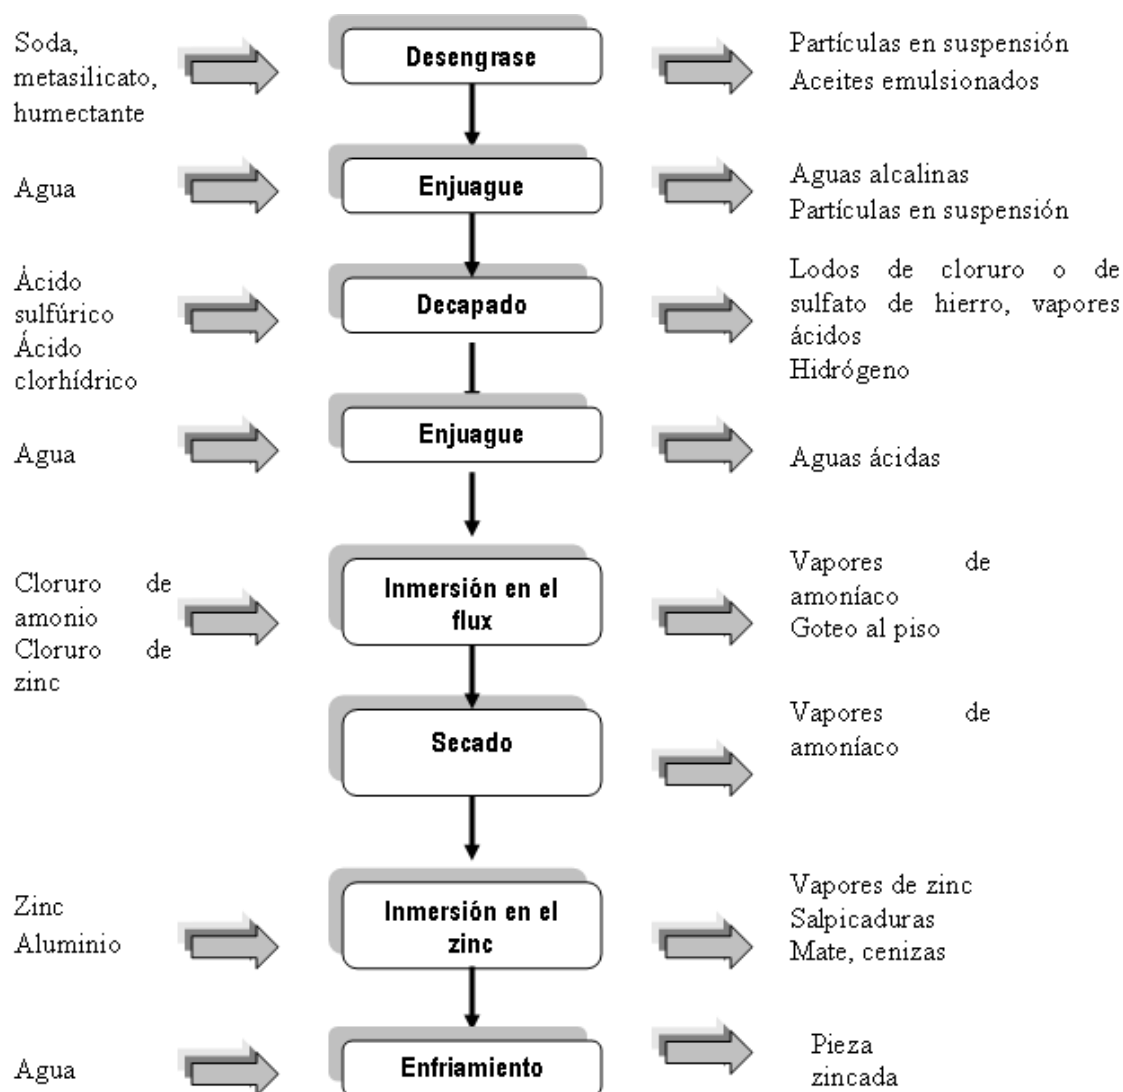 Soda,
metasilicato,
humectante
Desengrase
Partículas en suspensión
Aceites emulsionados
Agua
Enjuague
Aguas alcalinas
Partículas en suspensión
Ácido
sulfúrico
Ácido
clorhídrico
Decapado
Lodos de cloruro o de
sulfato de hierro, vapores
ácidos
Hidrógeno
Agua
Enjuague
Aguas ácidas
Cloruro de
amonio
Cloruro de
zinc
Inmersión en el
flux
Vapores de
amoníaco
Goteo al piso
Secado
Vapores de
amoníaco
Zinc
Aluminio
Inmersión en el
zinc
Vapores de zinc
Salpicaduras
Mate, cenizas
Agua
Enfriamiento
Pieza
zincada